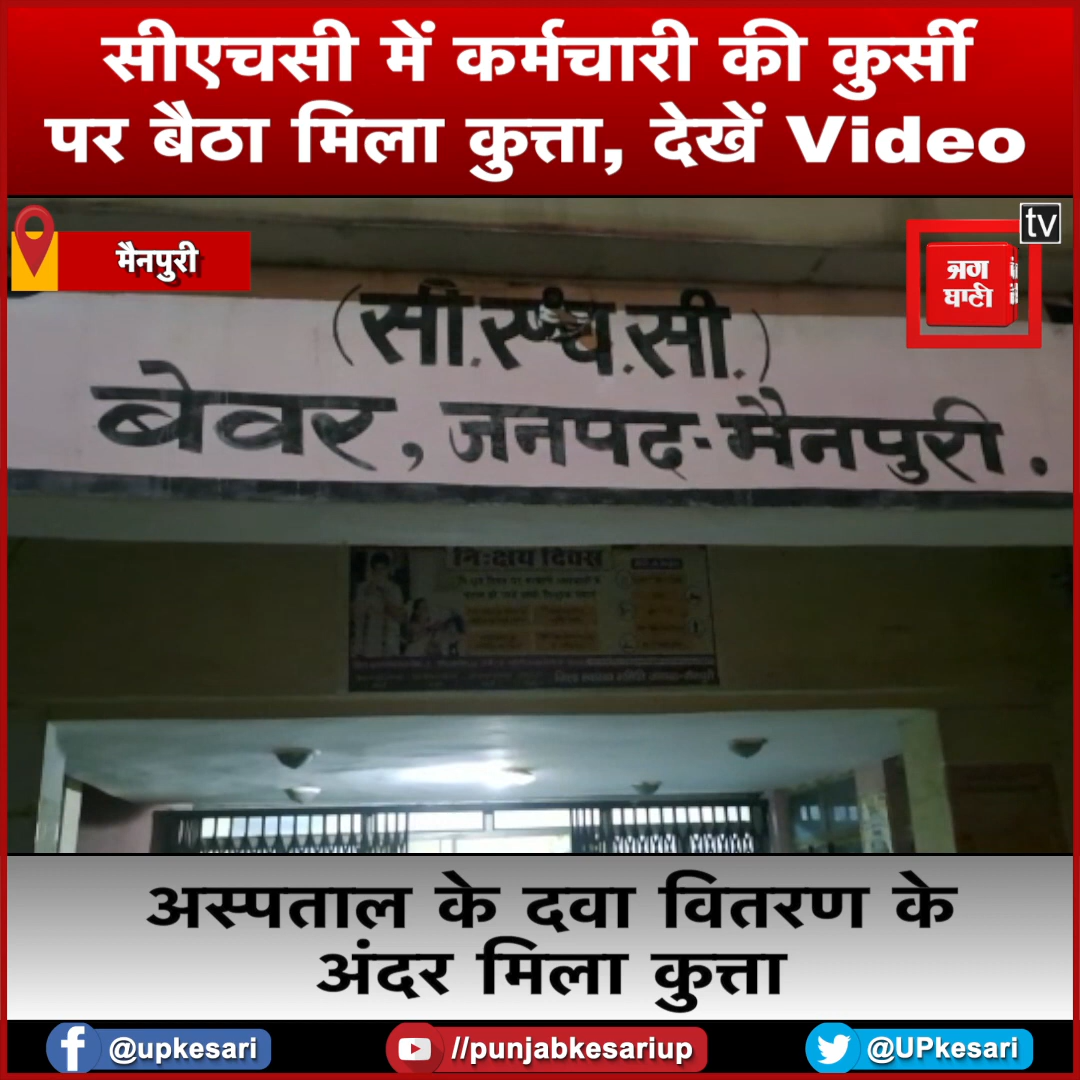 सीएचसी में कर्मचारी की कुर्सी
पर बैठा मिला कुत्ता, देखें Video
tv
मैनपुरी
जग
बाणी
(सी.एच.सी.)
बेवर, जनपद-मैनपुरी.
निःक्षय दिवस
अस्पताल के दवा वितरण के
अंदर मिला कुत्ता
f @upkesari
//punjabkesariup
@UPkesari